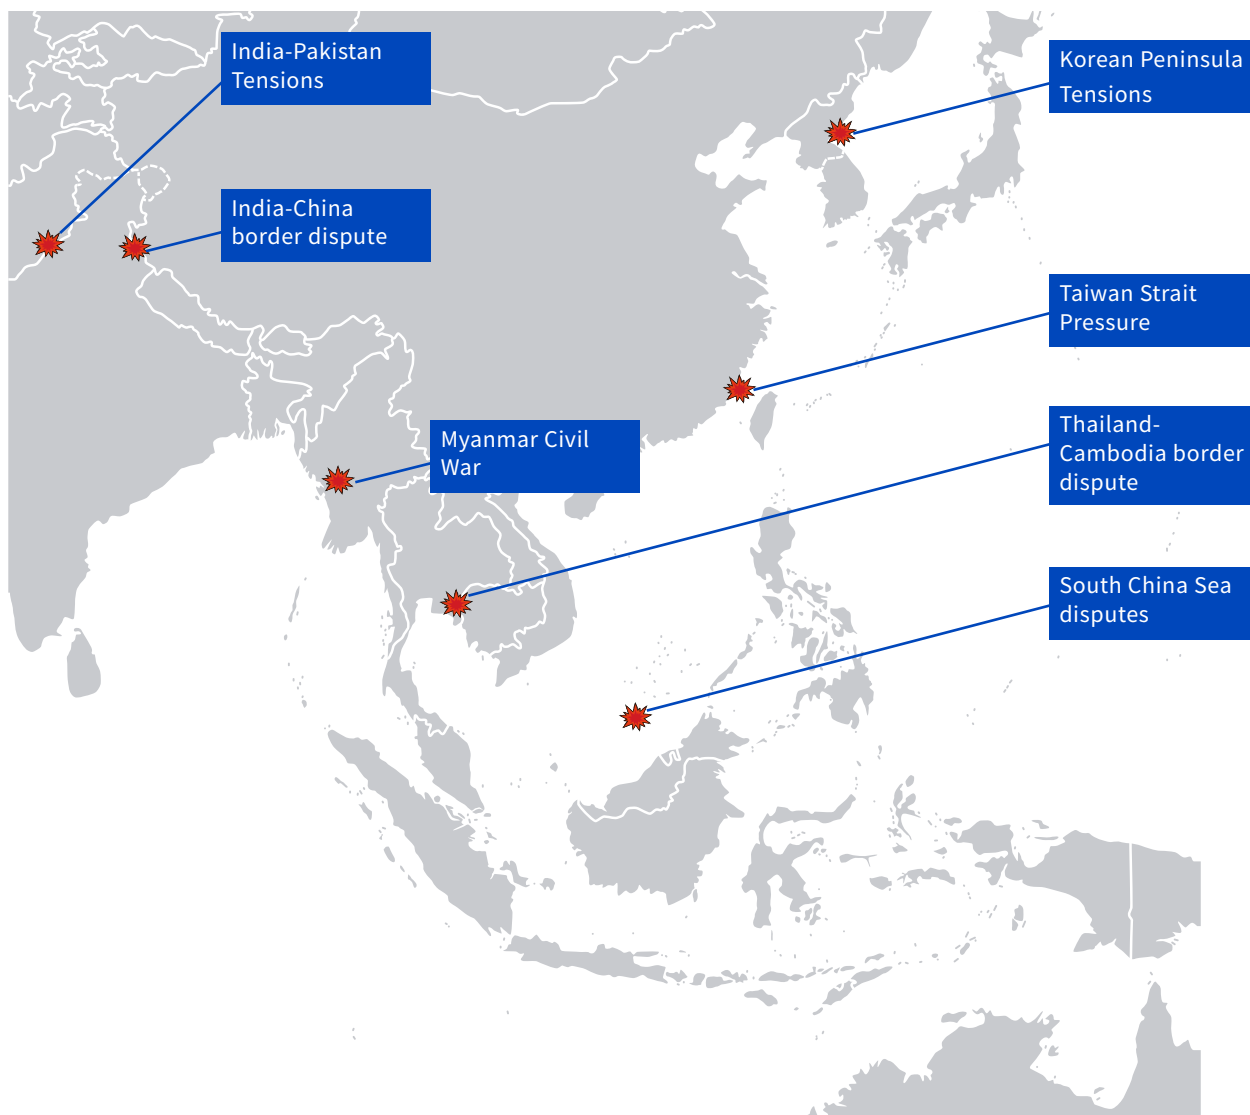 India-Pakistan
Tensions
Korean Peninsula
Tensions
India-China
border dispute
Taiwan Strait
Pressure
Thailand-
Cambodia border
dispute
Myanmar Civil
War
South China Sea
disputes